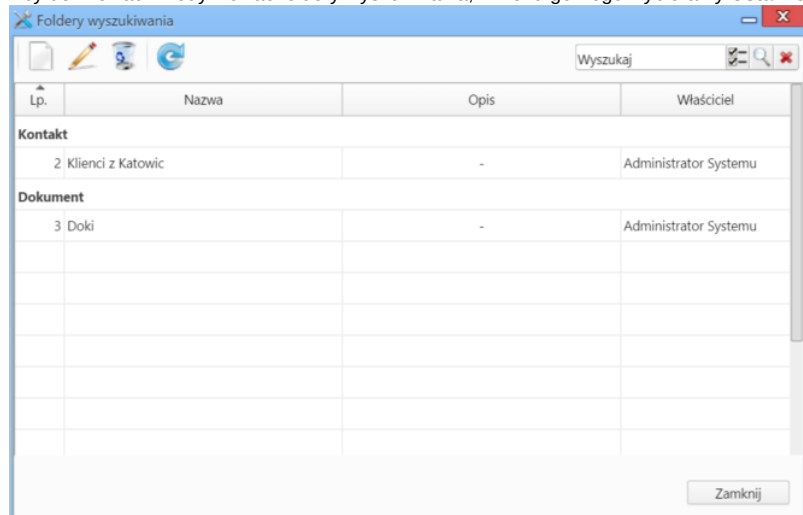 Foldery wyszukiwania
Wyszukaj
Lp. Nazwa Opis Właściciel
Kontakt
2 Klienci z Katowic - Administrator Systemu
Dokument
3 Doki - Administrator Systemu
Zamknij